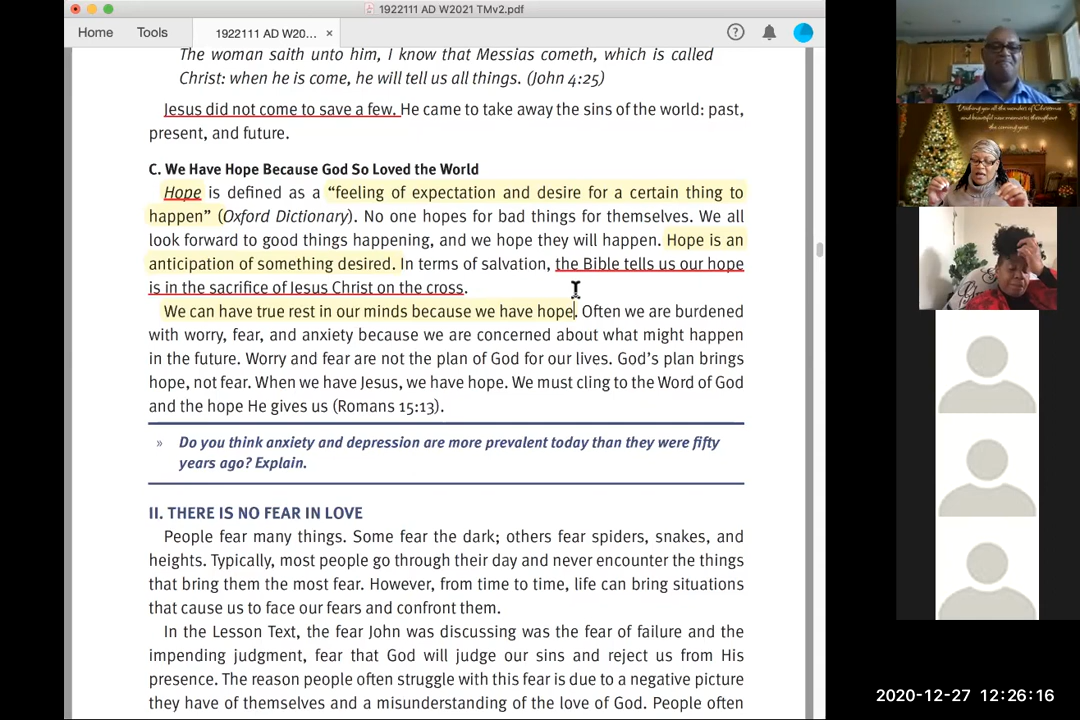 1922111 AD W2021 TMv2.pdf
Home Tools 1922111 AD W20... ×
The woman saith unto him, I know that Messias cometh, which is called
Christ: when he is come, he will tell us all things. (John 4:25)
Jesus did not come to save a few. He came to take away the sins of the world: past,
present, and future.
C. We Have Hope Because God So Loved the World
Hope is defined as a “feeling of expectation and desire for a certain thing to
happen” (Oxford Dictionary). No one hopes for bad things for themselves. We all
look forward to good things happening, and we hope they will happen. Hope is an
anticipation of something desired. In terms of salvation, the Bible tells us our hope
is in the sacrifice of Jesus Christ on the cross.
We can have true rest in our minds because we have hope. Often we are burdened
with worry, fear, and anxiety because we are concerned about what might happen
in the future. Worry and fear are not the plan of God for our lives. God’s plan brings
hope, not fear. When we have Jesus, we have hope. We must cling to the Word of God
and the hope He gives us (Romans 15:13).
» Do you think anxiety and depression are more prevalent today than they were fifty
years ago? Explain.
II. THERE IS NO FEAR IN LOVE
People fear many things. Some fear the dark; others fear spiders, snakes, and
heights. Typically, most people go through their day and never encounter the things
that bring them the most fear. However, from time to time, life can bring situations
that cause us to face our fears and confront them.
In the Lesson Text, the fear John was discussing was the fear of failure and the
impending judgment, fear that God will judge our sins and reject us from His
presence. The reason people often struggle with this fear is due to a negative picture
they have of themselves and a misunderstanding of the love of God. People often
Wishing you all the wonders of Christmas
and beautiful new memories throughout
the coming year.
2020-12-27 12:26:16